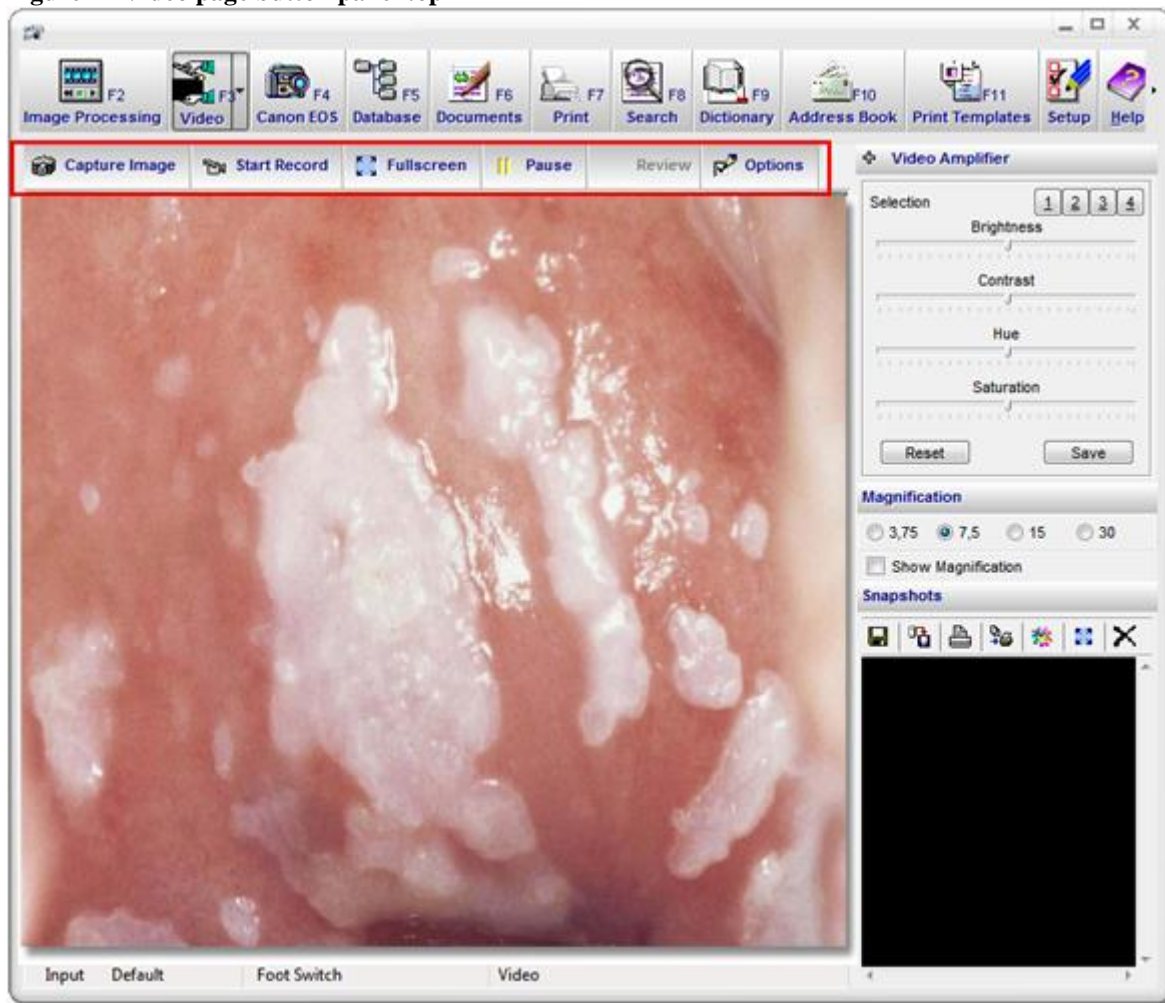 F2 F3 F4 F5 F6 F7 F8 F9 F10 F11
Image Processing Video Canon EOS Database Documents Print Search Dictionary Address Book Print Templates Setup Help
Capture Image Start Record Fullscreen Pause Review Options
Video Amplifier
Selection 1 2 3 4
Brightness
Contrast
Hue
Saturation
Reset Save
Magnification
3,75 7,5 15 30
Show Magnification
Snapshots
Input Default Foot Switch Video